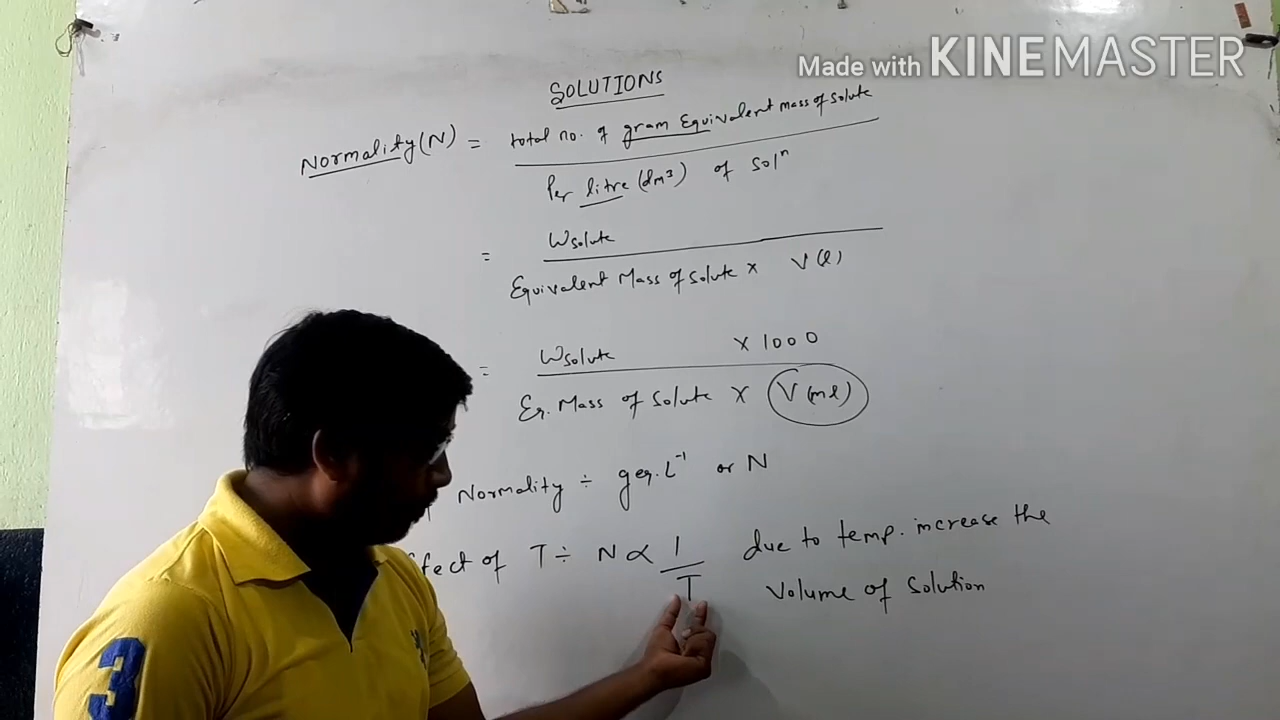 Made with KINEMASTER
SOLUTIONS
Normality (N) = total no. of gram Equivalent mass of solute
Per litre (dm³) of Solⁿ
= Wsolute
Equivalent Mass of solute x V(l)
= Wsolute x 1000
Eq. Mass of Solute x V(ml)
Normality ÷ geq. L⁻¹ or N
ffect of T ÷ N ∝ 1 due to temp. increase the
T Volume of Solution
3